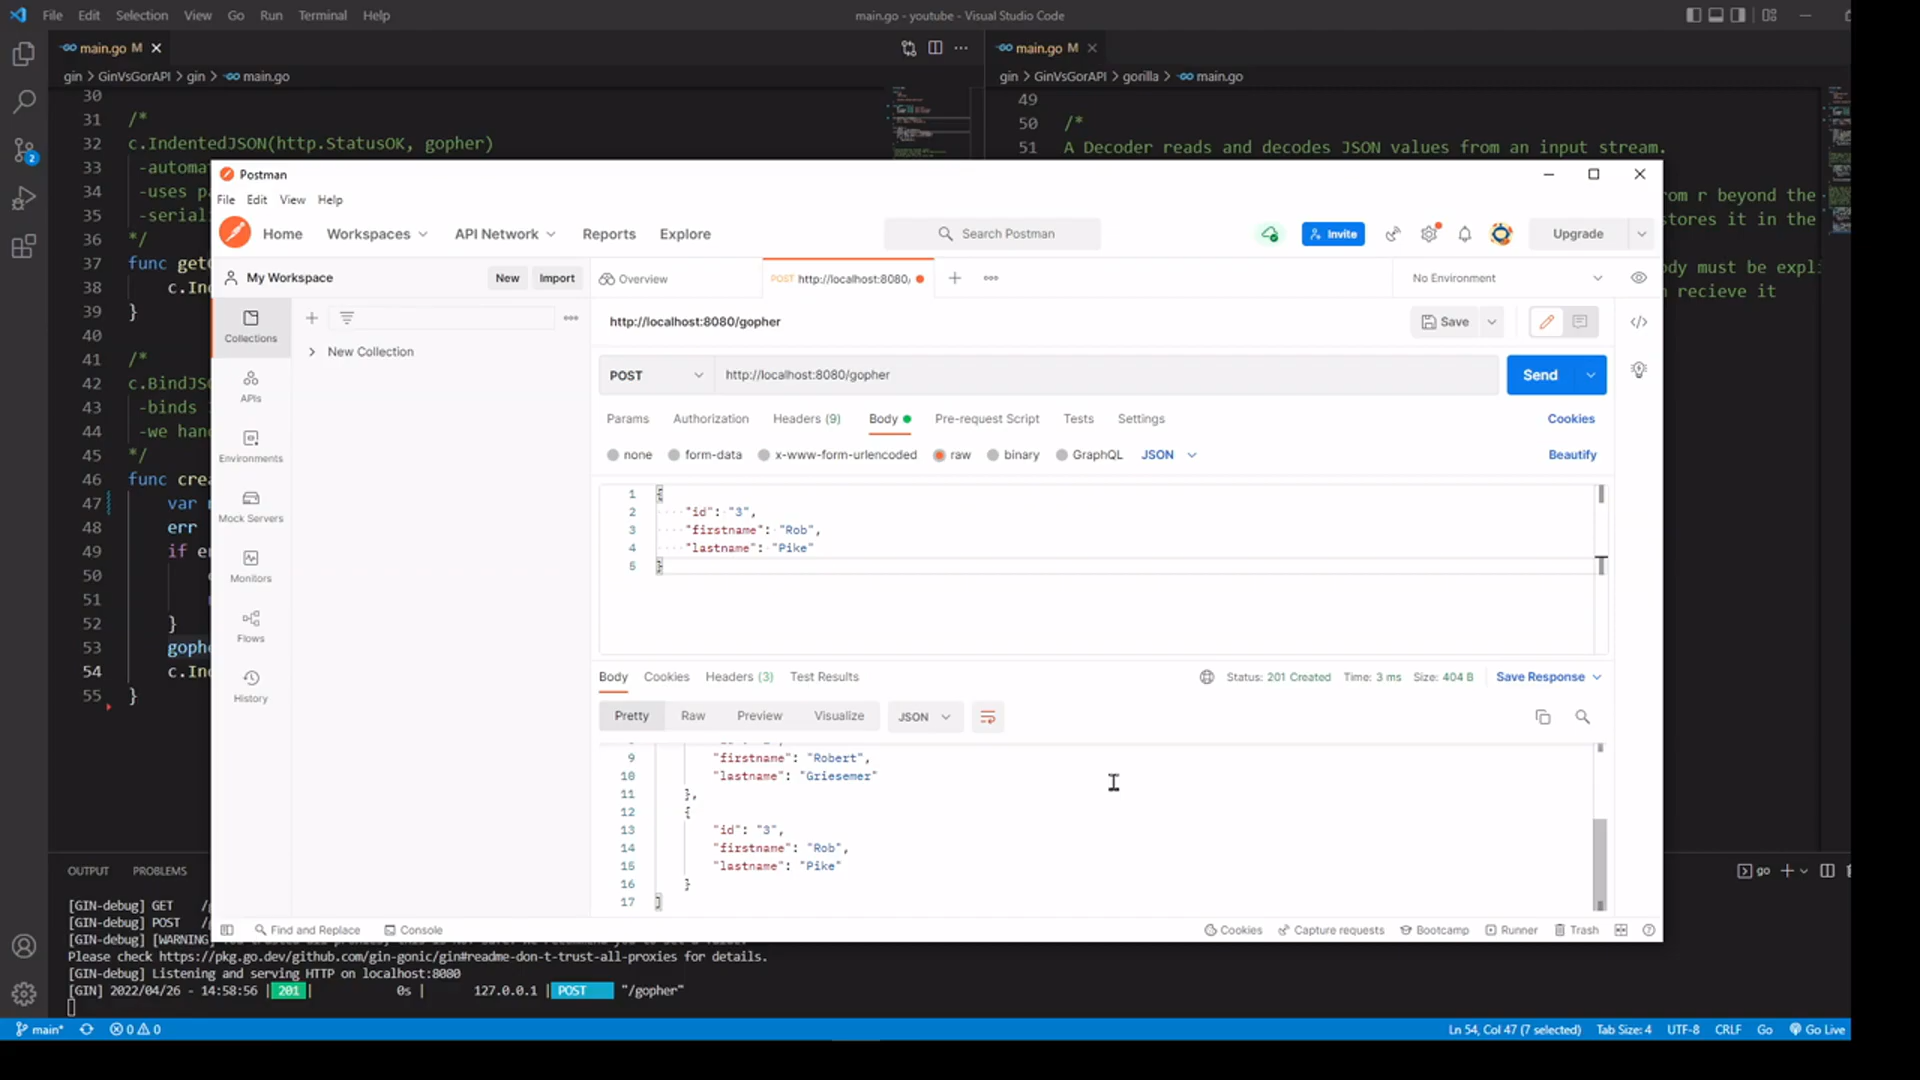 File Edit Selection View Go Run Terminal Help
main.go - youtube - Visual Studio Code
main.go M
main.go M
gin > GinVsGorAPI > gin > main.go
gin > GinVsGorAPI > gorilla > main.go
30
31 /*
32 c.IndentedJSON(http.StatusOK, gopher)
33 -automa
34 -uses p
35 -serial
36 */
37 func get
38 c.In
39 }
40
41 /*
42 c.BindJS
43 -binds
44 -we han
45 */
46 func crea
47 var
48 err
49 if er
50
51
52 }
53 goph
54 c.In
55 }
49
50 /*
51 A Decoder reads and decodes JSON values from an input stream.
om r beyond the
stores it in the
ody must be expli
recieve it
2
Postman
File Edit View Help
Home Workspaces API Network Reports Explore
Search Postman
Invite
Upgrade
My Workspace
New Import
Overview
POST http://localhost:8080/
No Environment
Collections
New Collection
APIs
Environments
Mock Servers
Monitors
Flows
History
http://localhost:8080/gopher
Save
POST http://localhost:8080/gopher
Send
Params Authorization Headers (9) Body Pre-request Script Tests Settings
Cookies
none form-data x-www-form-urlencoded raw binary GraphQL JSON
Beautify
1 {
2 "id": "3",
3 "firstname": "Rob",
4 "lastname": "Pike"
5 }
Body Cookies Headers (3) Test Results
Status: 201 Created Time: 3 ms Size: 404 B
Save Response
Pretty Raw Preview Visualize JSON
9 "firstname": "Robert",
10 "lastname": "Griesemer"
11 },
12 {
13 "id": "3",
14 "firstname": "Rob",
15 "lastname": "Pike"
16 }
17 ]
Find and Replace Console
Cookies Capture requests Bootcamp Runner Trash
OUTPUT PROBLEMS
go
[GIN-debug] GET
[GIN-debug] POST
[GIN-debug] [WARNING]
Please check https://pkg.go.dev/github.com/gin-gonic/gin#readme-don-t-trust-all-proxies for details.
[GIN-debug] Listening and serving HTTP on localhost:8080
[GIN] 2022/04/26 - 14:58:56 | 201 | 0s | 127.0.0.1 | POST "/gopher"
main* 0 0
Ln 54, Col 47 (7 selected) Tab Size: 4 UTF-8 CRLF Go Go Live